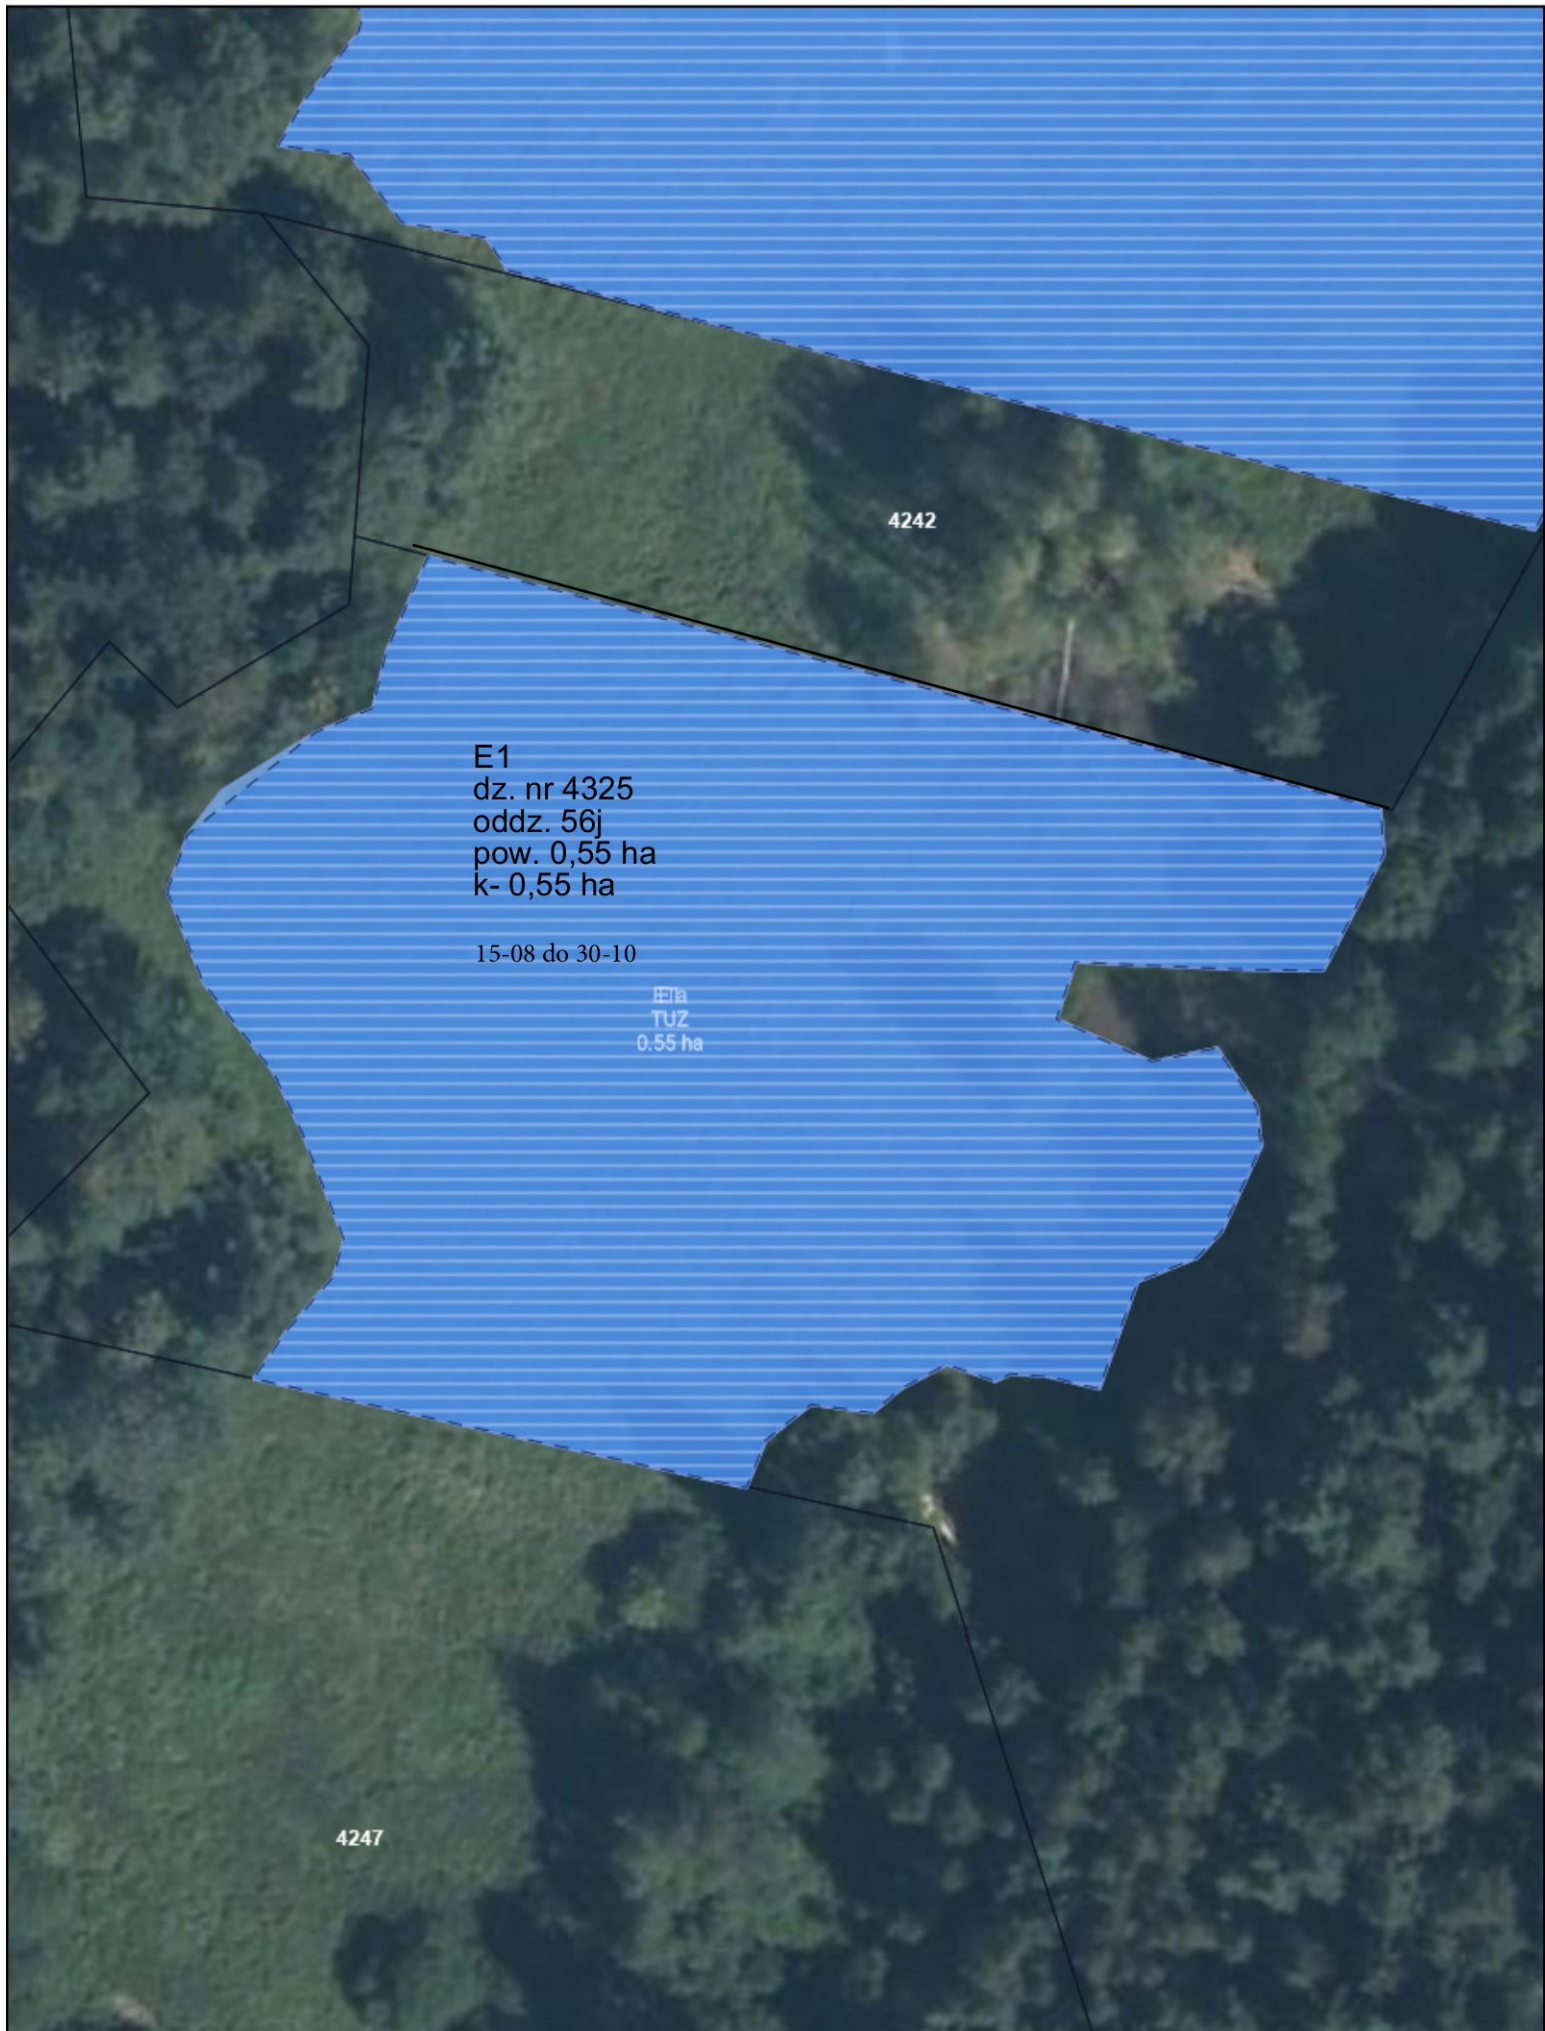 4242
E1
dz. nr 4325
oddz. 56j
pow. 0,55 ha
k- 0,55 ha
15-08 do 30-10
TUZ
0.55 ha
4247